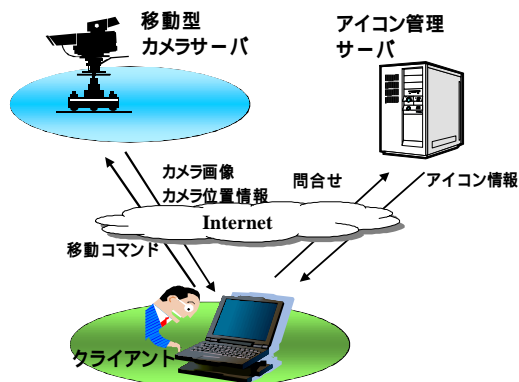 移動型
カメラサーバ
アイコン管理
サーバ
カメラ画像
カメラ位置情報
問合せ
アイコン情報
Internet
移動コマンド
クライアント